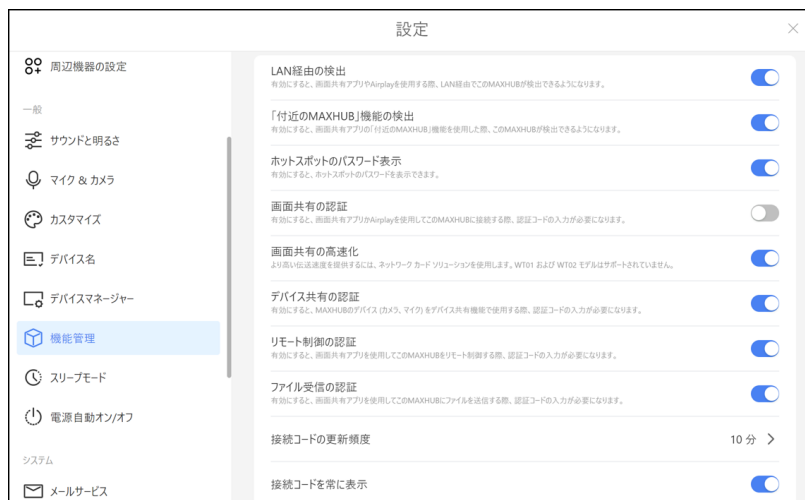 設定
周辺機器の設定
一般
サウンドと明るさ
マイク & カメラ
カスタマイズ
デバイス名
デバイスマネージャー
機能管理
スリープモード
電源自動オン/オフ
システム
メールサービス
LAN経由の検出
有効にすると、画面共有アプリやAirplayを使用する際、LAN経由でこのMAXHUBが検出できるようになります。
「付近のMAXHUB」機能の検出
有効にすると、画面共有アプリの「付近のMAXHUB」機能を使用した際、このMAXHUBが検出できるようになります。
ホットスポットのパスワード表示
有効にすると、ホットスポットのパスワードを表示できます。
画面共有の認証
有効にすると、画面共有アプリかAirplayを使用してこのMAXHUBに接続する際、認証コードの入力が必要になります。
画面共有の高速化
より高い伝送速度を提供するには、ネットワーク カード ソリューションを使用します。WT01 および WT02 モデルはサポートされていません。
デバイス共有の認証
有効にすると、MAXHUBのデバイス (カメラ、マイク) をデバイス共有機能で使用する際、認証コードの入力が必要になります。
リモート制御の認証
有効にすると、画面共有アプリを使用してこのMAXHUBをリモート制御する際、認証コードの入力が必要になります。
ファイル受信の認証
有効にすると、画面共有アプリを使用してこのMAXHUBにファイルを送信する際、認証コードの入力が必要になります。
接続コードの更新頻度
10 分
接続コードを常に表示